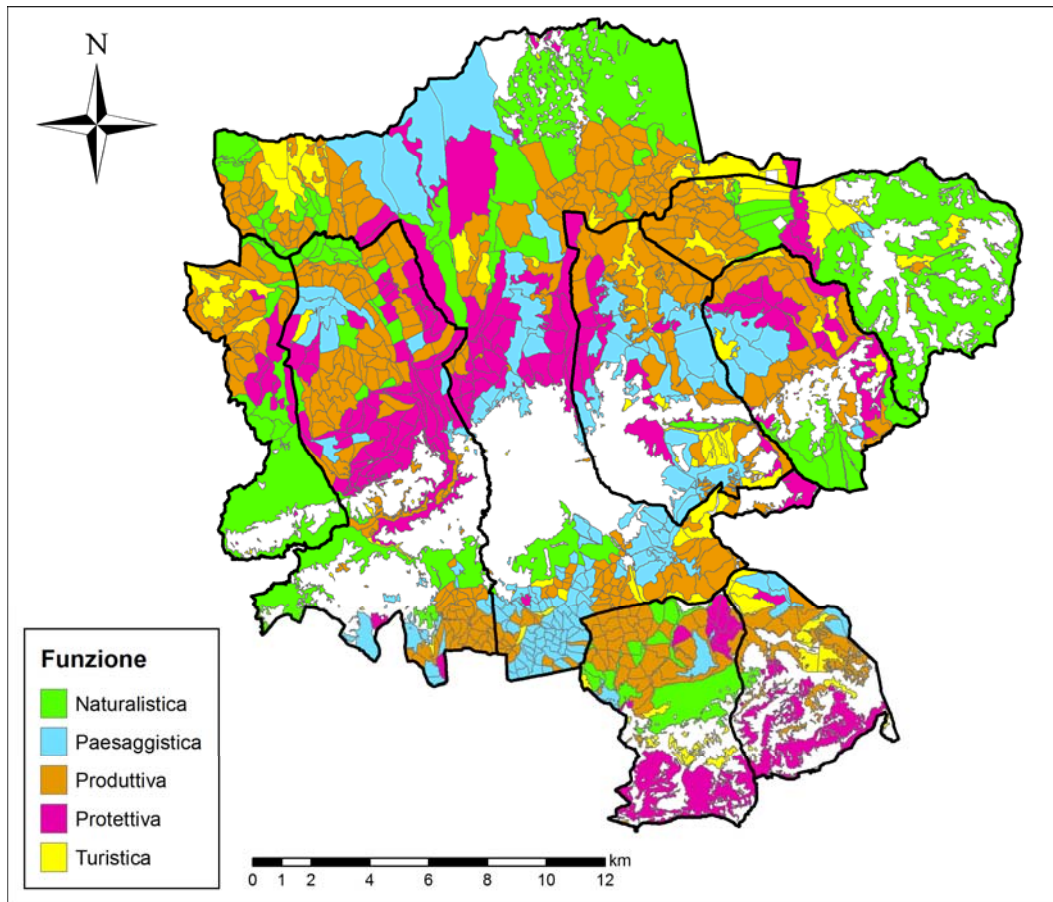 N
Funzione
Naturalistica
Paesaggistica
Produttiva
Protettiva
Turistica
km
0 1 2 4 6 8 10 12